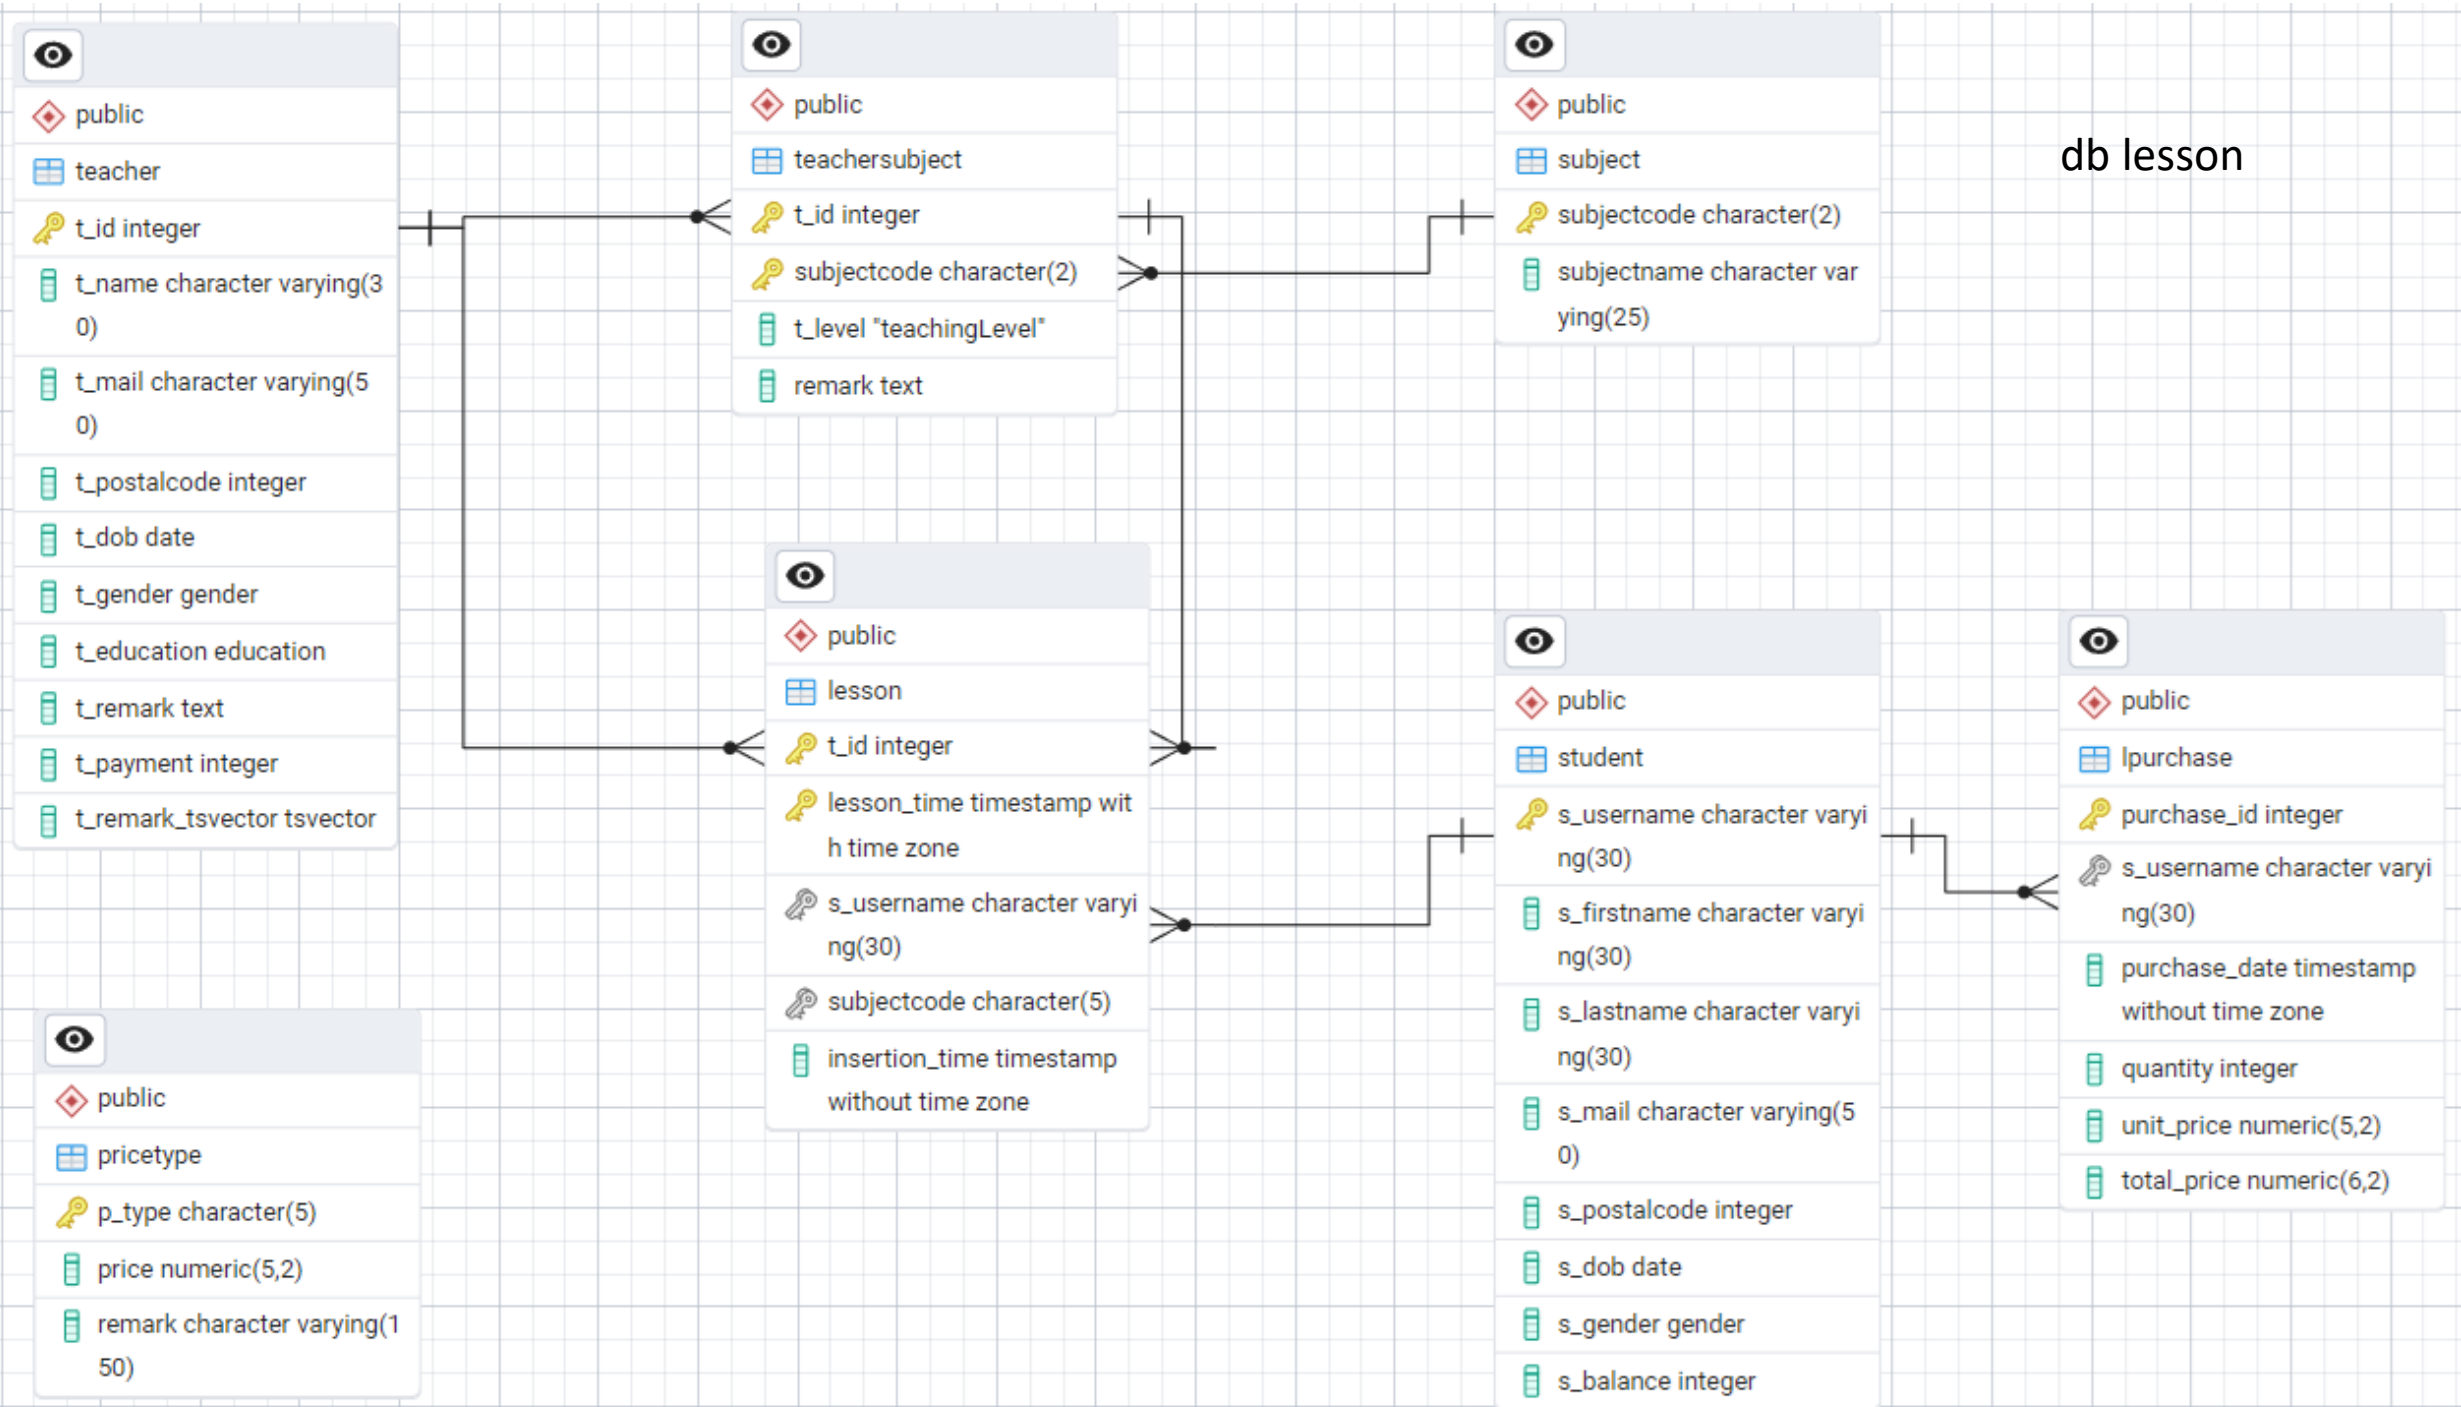 public
teacher
t_id integer
t_name character varying(3
0)
t_mail character varying(5
0)
t_postalcode integer
t_dob date
t_gender gender
t_education education
t_remark text
t_payment integer
t_remark_tsvector tsvector
public
teachersubject
t_id integer
subjectcode character(2)
t_level "teachingLevel"
remark text
public
subject
subjectcode character(2)
subjectname character var
ying(25)
db lesson
public
lesson
t_id integer
lesson_time timestamp wit
h time zone
s_username character varyi
ng(30)
subjectcode character(5)
insertion_time timestamp
without time zone
public
student
s_username character varyi
ng(30)
s_firstname character varyi
ng(30)
s_lastname character varyi
ng(30)
s_mail character varying(5
0)
s_postalcode integer
s_dob date
s_gender gender
s_balance integer
public
lpurchase
purchase_id integer
s_username character varyi
ng(30)
purchase_date timestamp
without time zone
quantity integer
unit_price numeric(5,2)
total_price numeric(6,2)
public
pricetype
p_type character(5)
price numeric(5,2)
remark character varying(1
50)